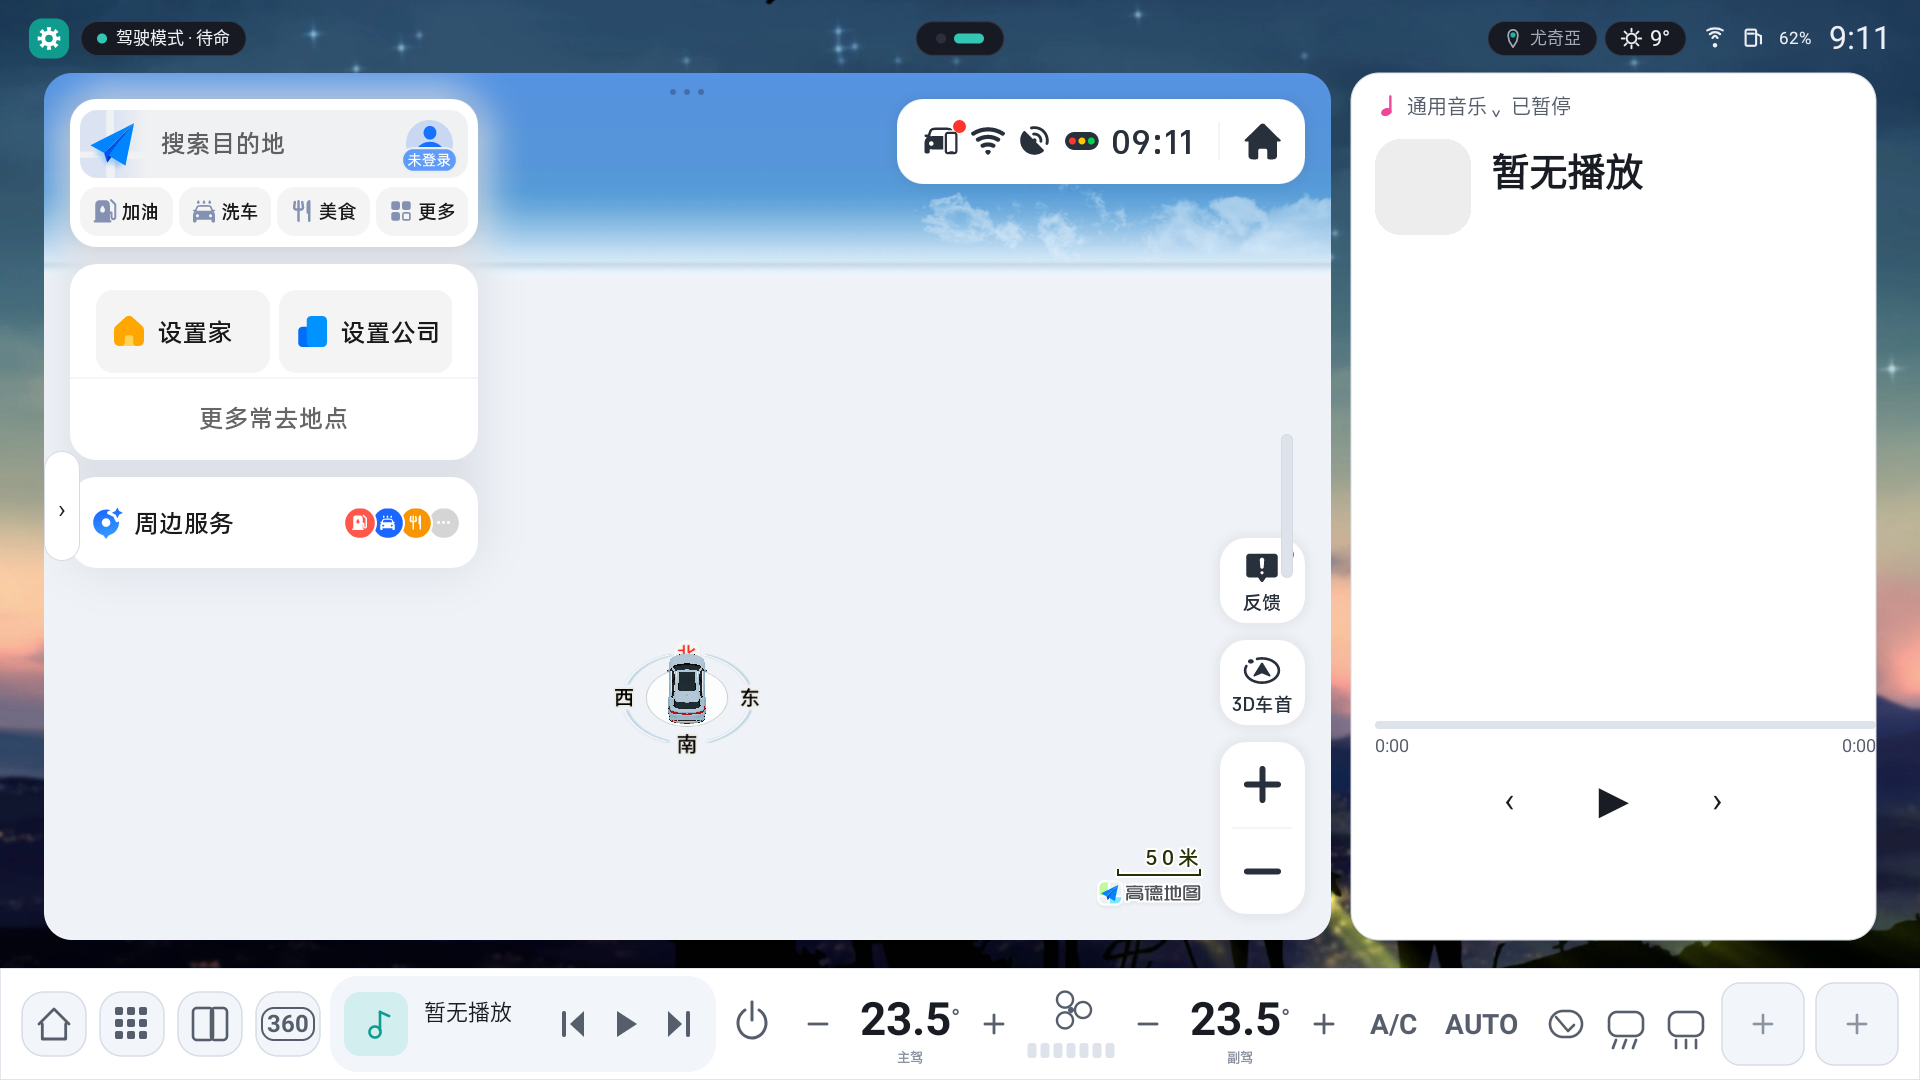 驾驶模式 · 待命
尤奇亞
9°
62%
9:11
搜索目的地
未登录
加油
洗车
美食
更多
09:11
设置家
设置公司
更多常去地点
周边服务
北
西
东
南
反馈
3D车首
50米
高德地图
通用音乐 已暂停
暂无播放
0:00
0:00
360
暂无播放
23.5°
主驾
23.5°
副驾
A/C
AUTO